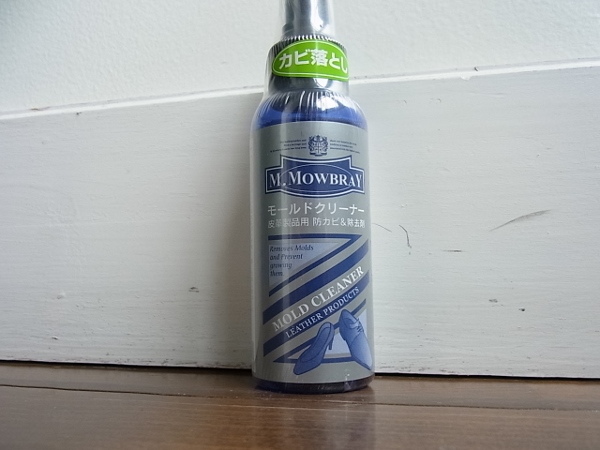 カビ落とし
M. MOWBRAY
モールドクリーナー
皮革製品用 防カビ&除去剤
Removes Molds
and Prevent
growing
them
MOLD CLEANER
LEATHER PRODUCTS